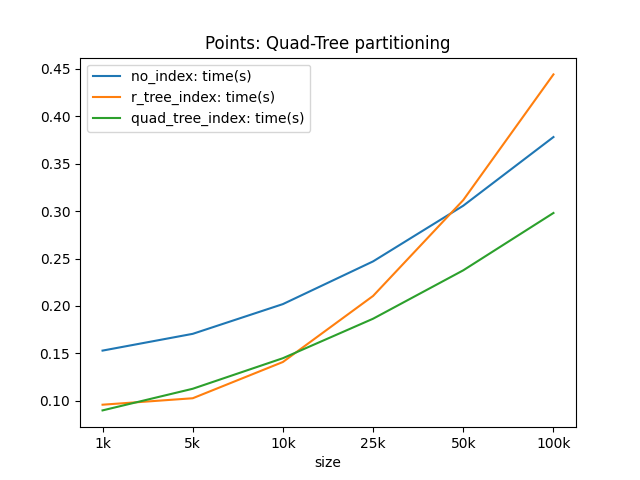 Points: Quad-Tree partitioning
no_index: time(s)
r_tree_index: time(s)
quad_tree_index: time(s)
0.45
0.40
0.35
0.30
0.25
0.20
0.15
0.10
1k 5k 10k 25k 50k 100k
size